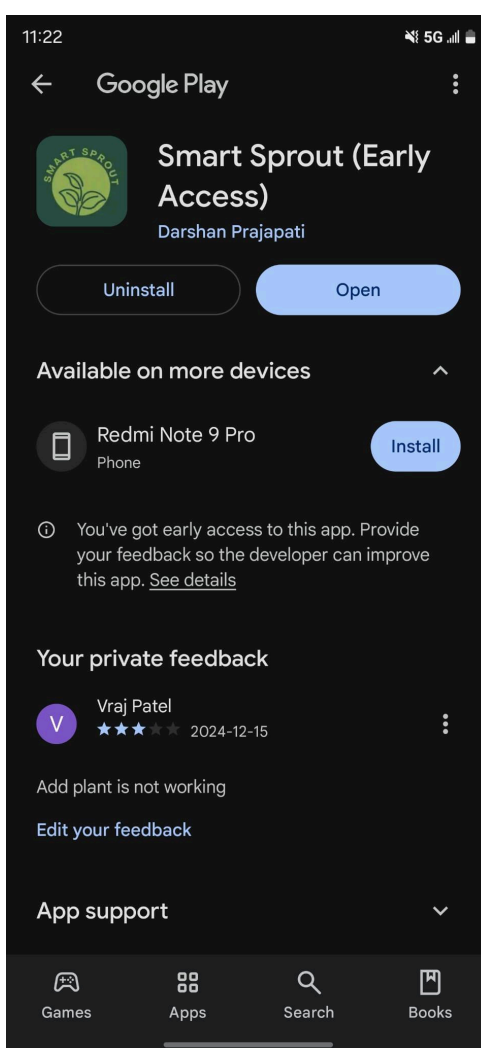 11:22
5G
Google Play
SMART SPROUT
Smart Sprout (Early
Access)
Darshan Prajapati
Uninstall
Open
Available on more devices
Redmi Note 9 Pro
Phone
Install
You've got early access to this app. Provide
your feedback so the developer can improve
this app. See details
Your private feedback
V
Vraj Patel
2024-12-15
Add plant is not working
Edit your feedback
App support
Games
Apps
Search
Books